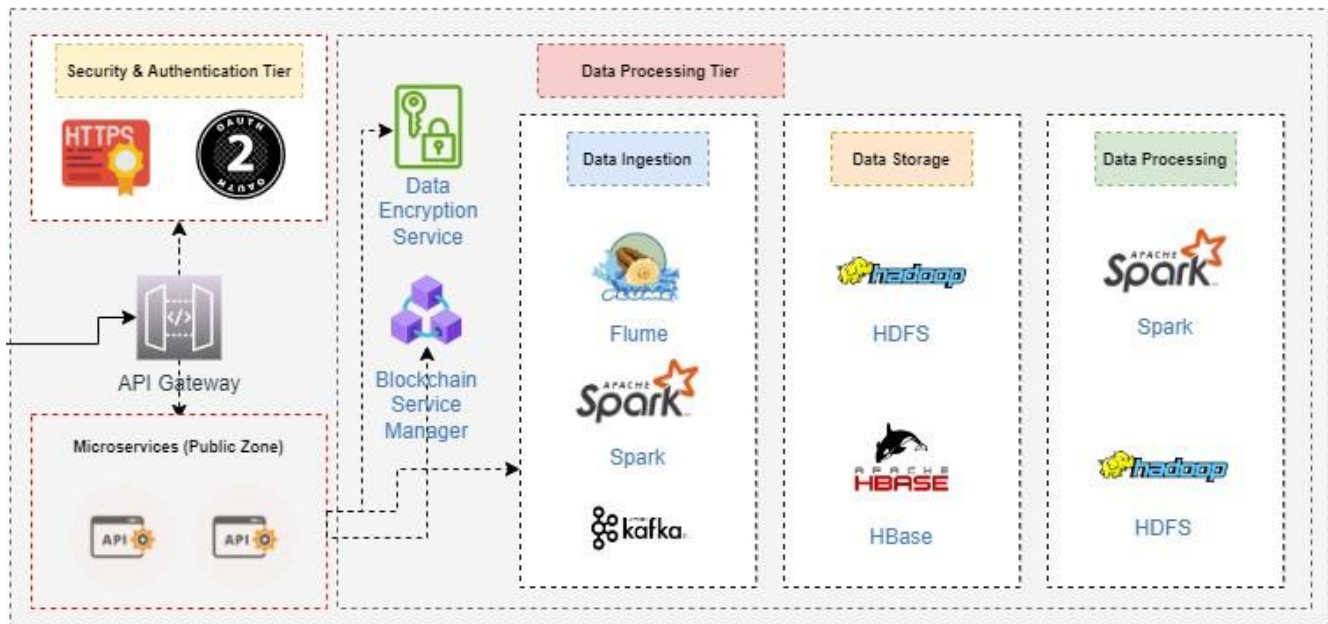 Security & Authentication Tier
HTTPS
OAUTH
2
OAUTH
API Gateway
Microservices (Public Zone)
API
API
Data
Encryption
Service
Blockchain
Service
Manager
Data Processing Tier
Data Ingestion
FLUME
Flume
APACHE
Spark
Spark
kafka
Data Storage
hadoop
HDFS
APACHE
HBASE
HBase
Data Processing
APACHE
Spark
Spark
hadoop
HDFS